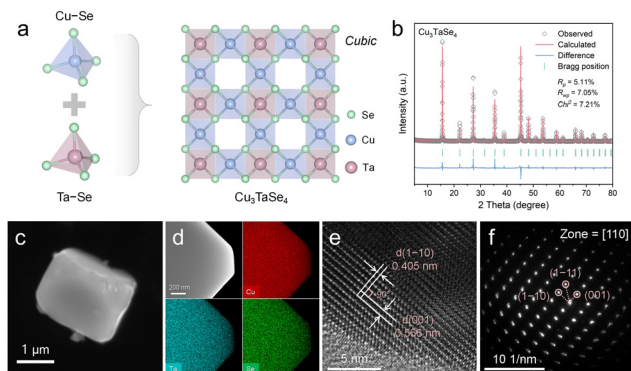 a
Cu−Se
Ta−Se
Cubic
Se
Cu
Ta
Cu₃TaSe₄
b
Cu₃TaSe₄
Observed
Calculated
Difference
Bragg position
Rₚ = 5.11%
R_wp = 7.05%
Chi² = 7.21%
Intensity (a.u.)
10 20 30 40 50 60 70 80
2 Theta (degree)
c
1 μm
d
200 nm
Cu
Ta
Se
e
d(1−10)
0.405 nm
90°
d(001)
0.566 nm
5 nm
f
Zone = [110]
(1−11)
(1−10)
(001)
10 1/nm